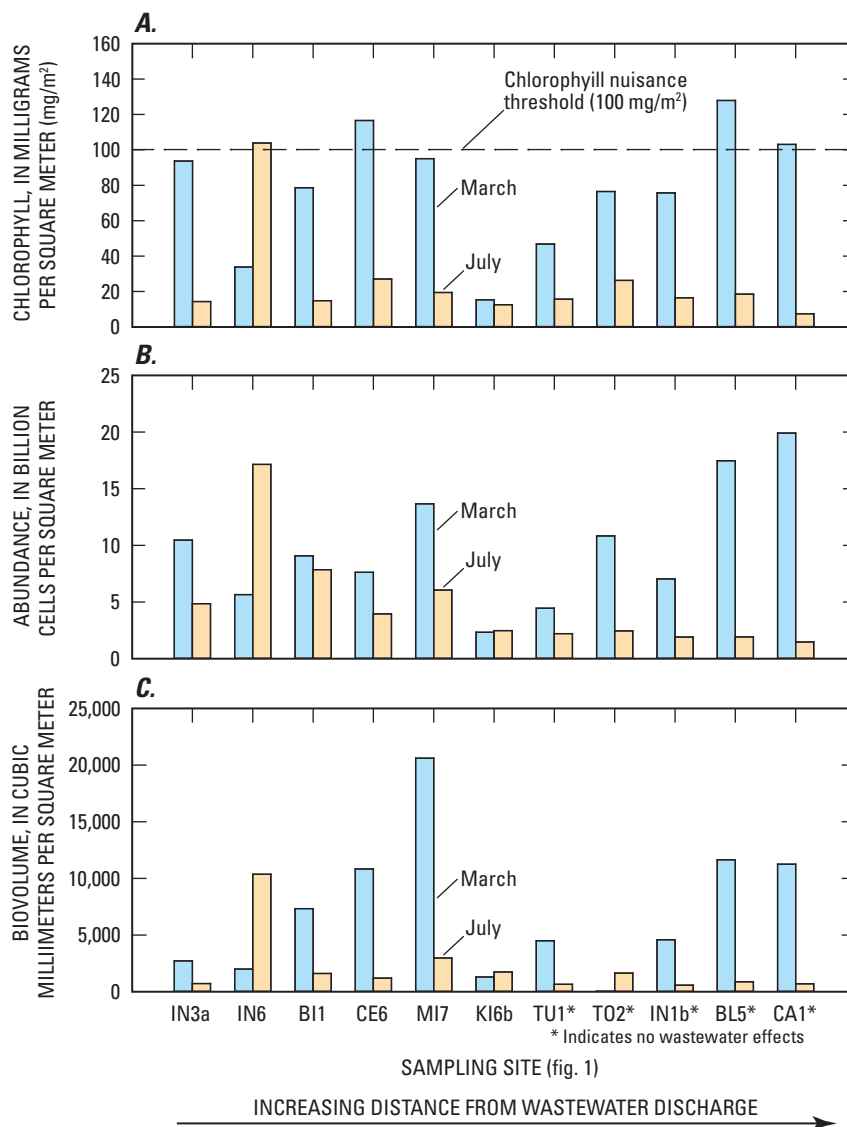 A.
CHLOROPHYLL, IN MILLIGRAMS
PER SQUARE METER (mg/m²)
160
140
120
100
80
60
40
20
0
Chlorophyill nuisance
threshold (100 mg/m²)
March
July
B.
ABUNDANCE, IN BILLION
CELLS PER SQUARE METER
25
20
15
10
5
0
March
July
C.
BIOVOLUME, IN CUBIC
MILLIIMETERS PER SQUARE METER
25,000
20,000
15,000
10,000
5,000
0
March
July
IN3a IN6 BI1 CE6 MI7 KI6b TU1* TO2* IN1b* BL5* CA1*
* Indicates no wastewater effects
SAMPLING SITE (fig. 1)
INCREASING DISTANCE FROM WASTEWATER DISCHARGE